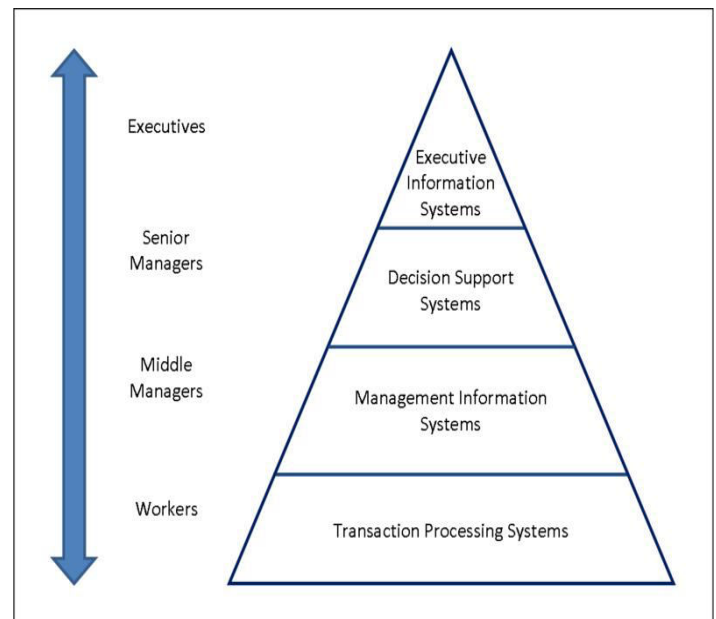 Executives
Executive
Information
Systems
Senior
Managers
Decision Support
Systems
Middle
Managers
Management Information
Systems
Workers
Transaction Processing Systems